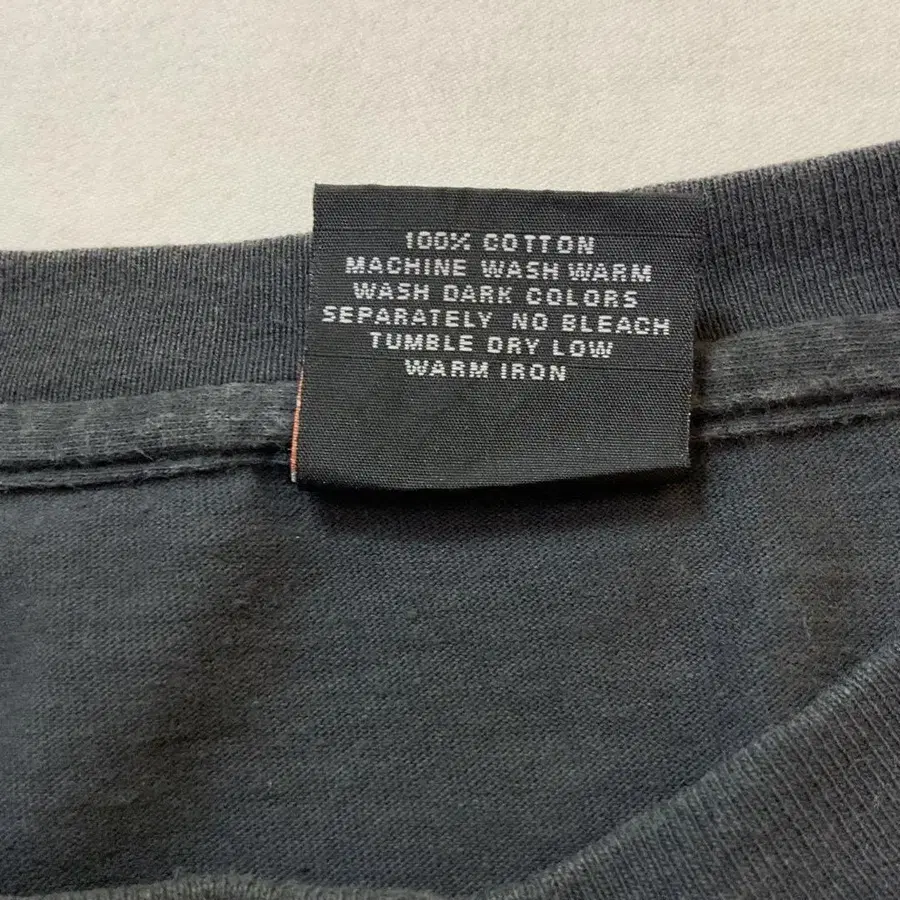 100% COTTON
MACHINE WASH WARM
WASH DARK COLORS
SEPARATELY NO BLEACH
TUMBLE DRY LOW
WARM IRON